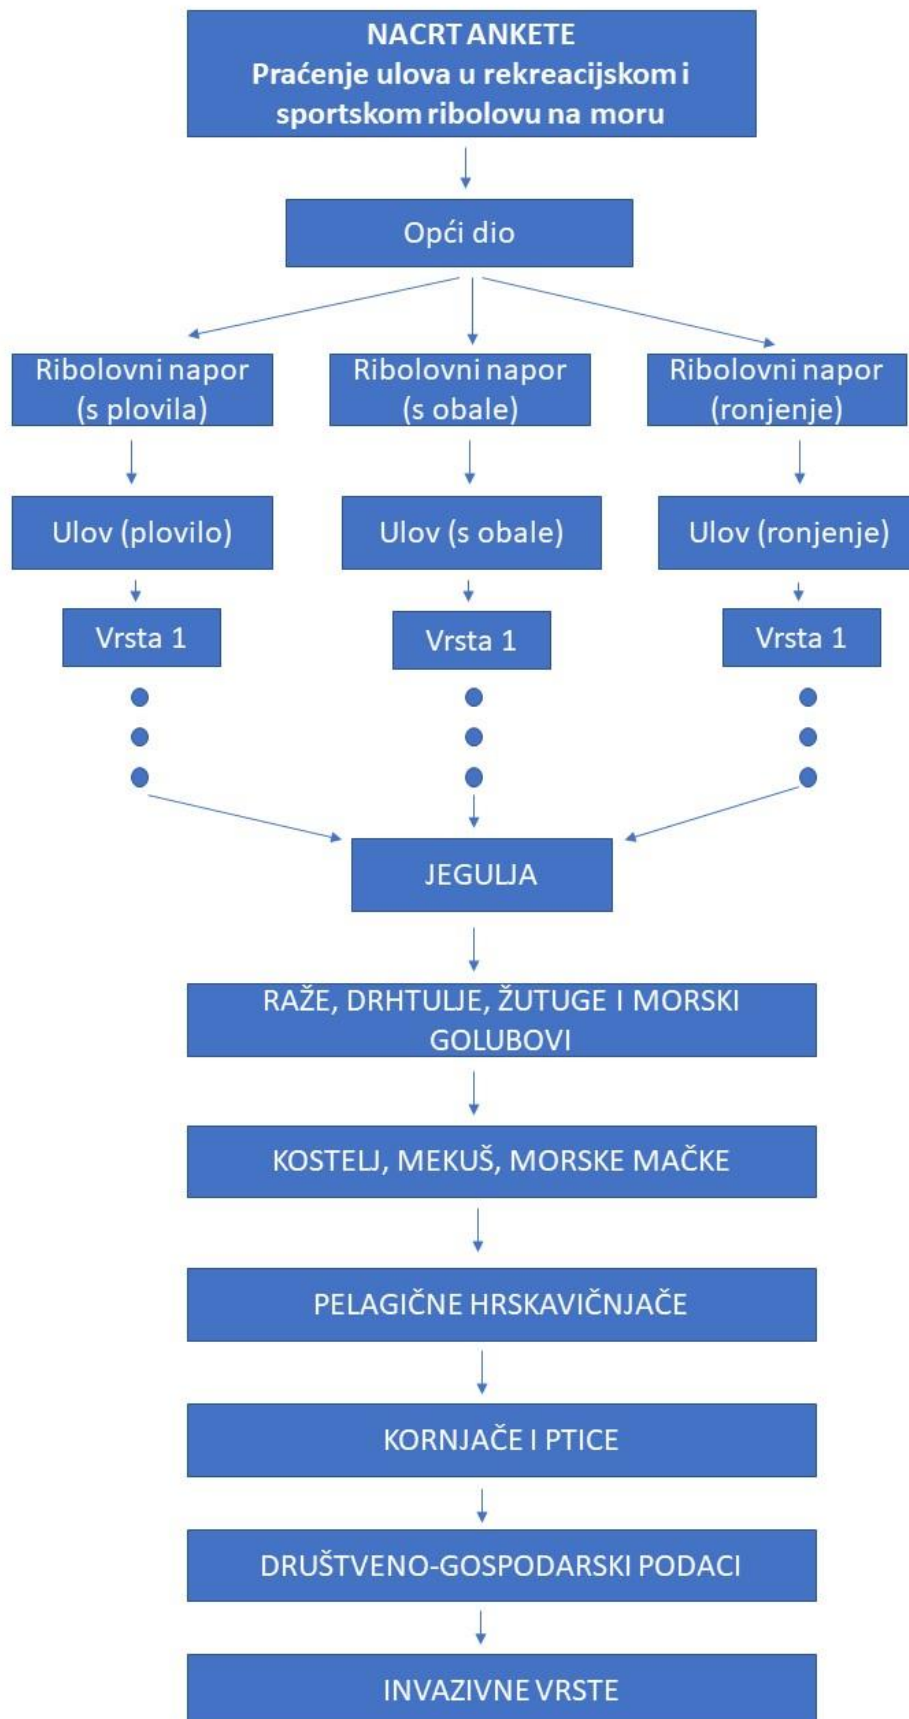 NACRT ANKETE
Praćenje ulova u rekreacijskom i
sportskom ribolovu na moru
Opći dio
Ribolovni napor
(s plovila)
Ribolovni napor
(s obale)
Ribolovni napor
(ronjenje)
Ulov (plovilo)
Ulov (s obale)
Ulov (ronjenje)
Vrsta 1
Vrsta 1
Vrsta 1
JEGULJA
RAŽE, DRHTULJE, ŽUTUGE I MORSKI
GOLUBOVI
KOSTELJ, MEKUŠ, MORSKE MAČKE
PELAGIČNE HRSKAVIČNJAČE
KORNJAČE I PTICE
DRUŠTVENO-GOSPODARSKI PODACI
INVAZIVNE VRSTE